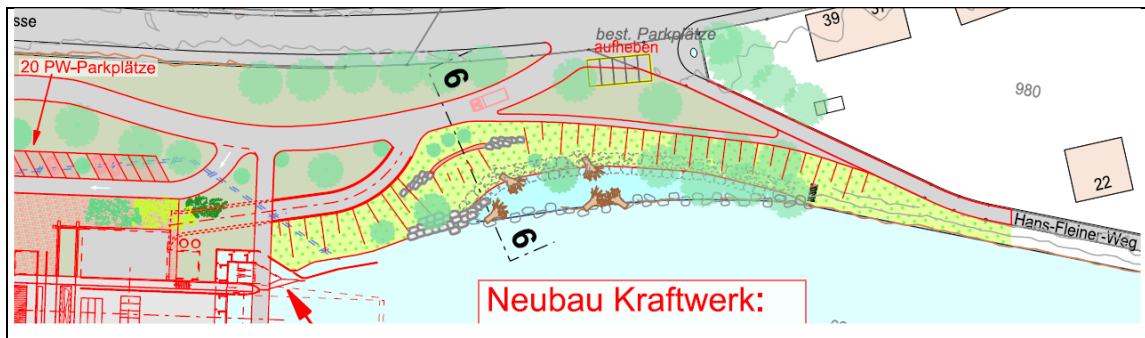 sse
39
best. Parkplätze
aufheben
20 PW-Parkplätze
6
980
22
6
Hans-Fleiner-Weg
Neubau Kraftwerk: